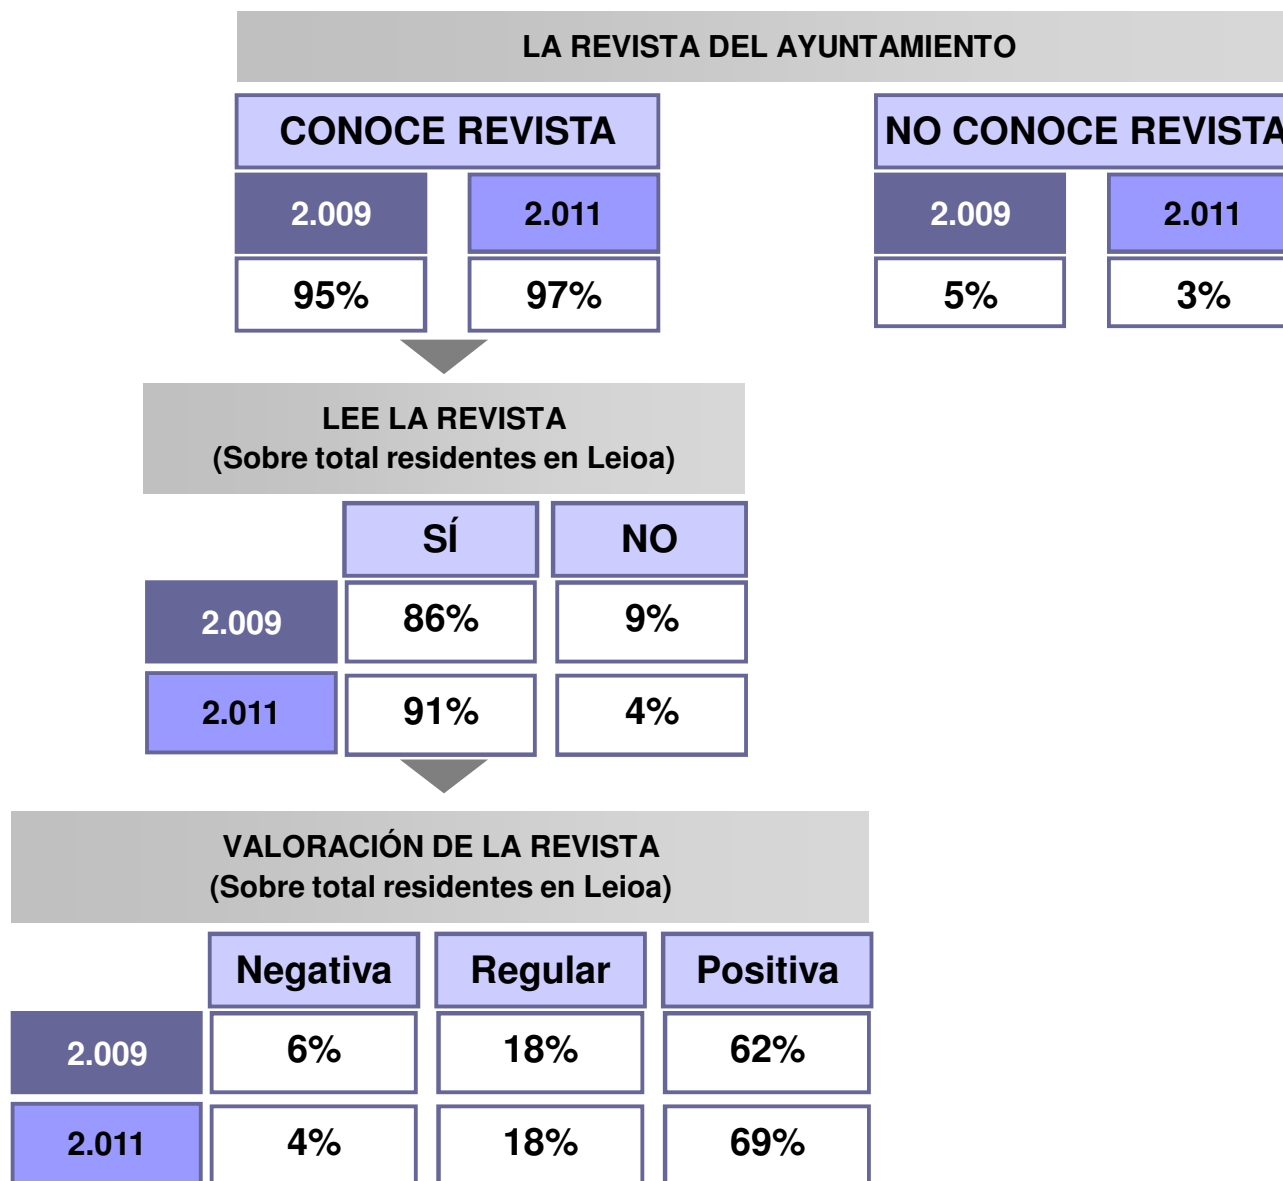 LA REVISTA DEL AYUNTAMIENTO
CONOCE REVISTA
NO CONOCE REVISTA
2.009 2.011
2.009 2.011
95% 97%
5% 3%
LEE LA REVISTA
(Sobre total residentes en Leioa)
SÍ NO
2.009 86% 9%
2.011 91% 4%
VALORACIÓN DE LA REVISTA
(Sobre total residentes en Leioa)
Negativa Regular Positiva
2.009 6% 18% 62%
2.011 4% 18% 69%